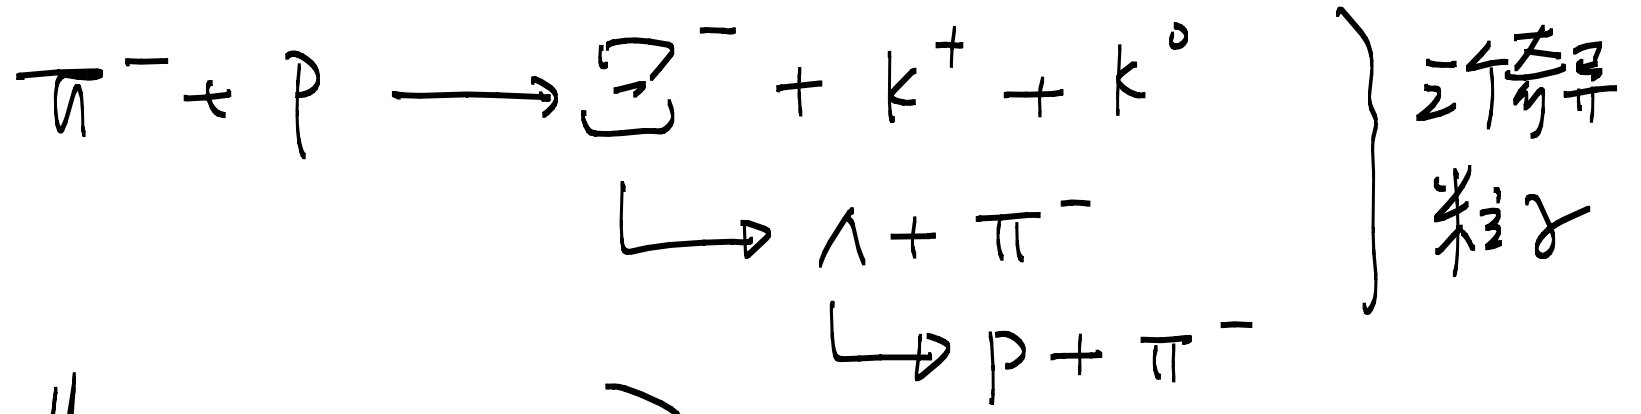 π⁻ + p ⟶ Ξ⁻ + K⁺ + K⁰ } 三个奇异
↳ Λ + π⁻ 粒子
↳ p + π⁻